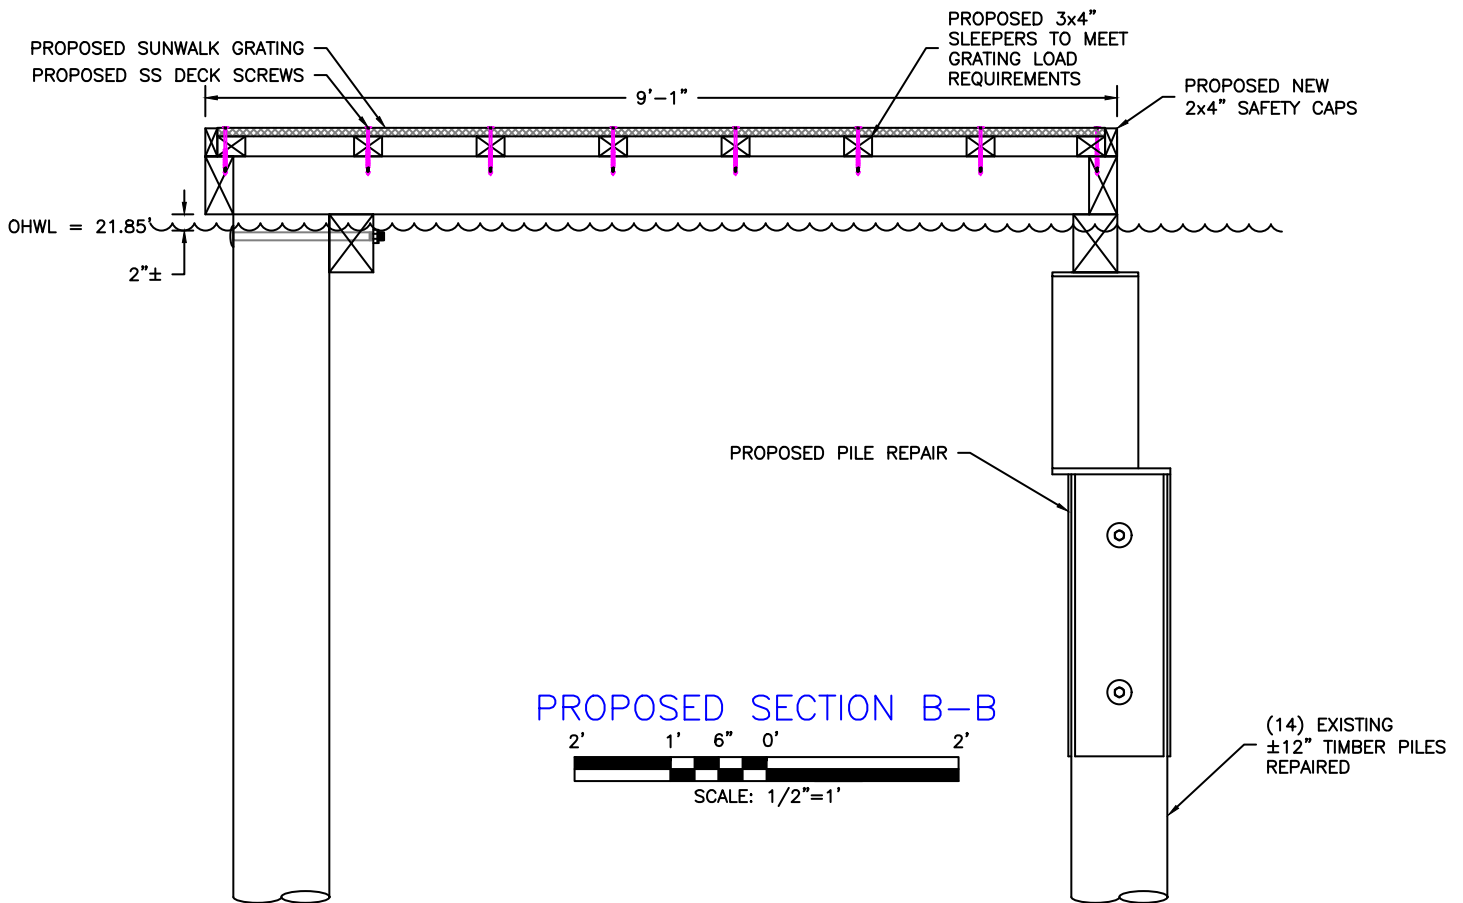 PROPOSED SUNWALK GRATING
PROPOSED SS DECK SCREWS
PROPOSED 3x4"
SLEEPERS TO MEET
GRATING LOAD
REQUIREMENTS
9'-1"
PROPOSED NEW
2x4" SAFETY CAPS
OHWL = 21.85'
2"±
PROPOSED PILE REPAIR
PROPOSED SECTION B-B
2' 1' 6" 0' 2'
SCALE: 1/2"=1'
(14) EXISTING
±12" TIMBER PILES
REPAIRED